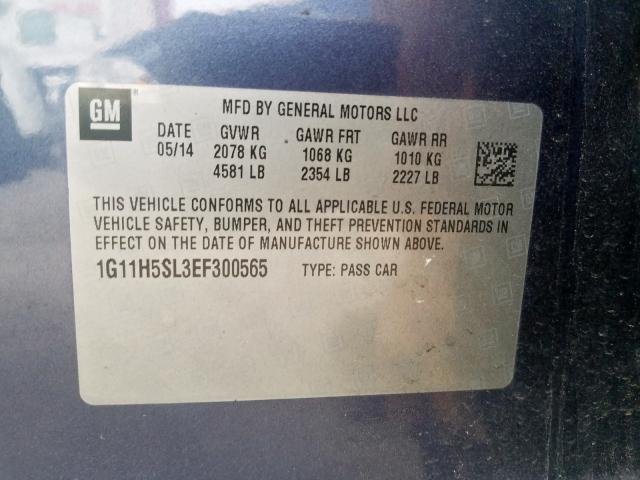 GM ® MFD BY GENERAL MOTORS LLC
DATE GVWR GAWR FRT GAWR RR
05/14 2078 KG 1068 KG 1010 KG
4581 LB 2354 LB 2227 LB
THIS VEHICLE CONFORMS TO ALL APPLICABLE U.S. FEDERAL MOTOR
VEHICLE SAFETY, BUMPER, AND THEFT PREVENTION STANDARDS IN
EFFECT ON THE DATE OF MANUFACTURE SHOWN ABOVE.
1G11H5SL3EF300565 TYPE: PASS CAR